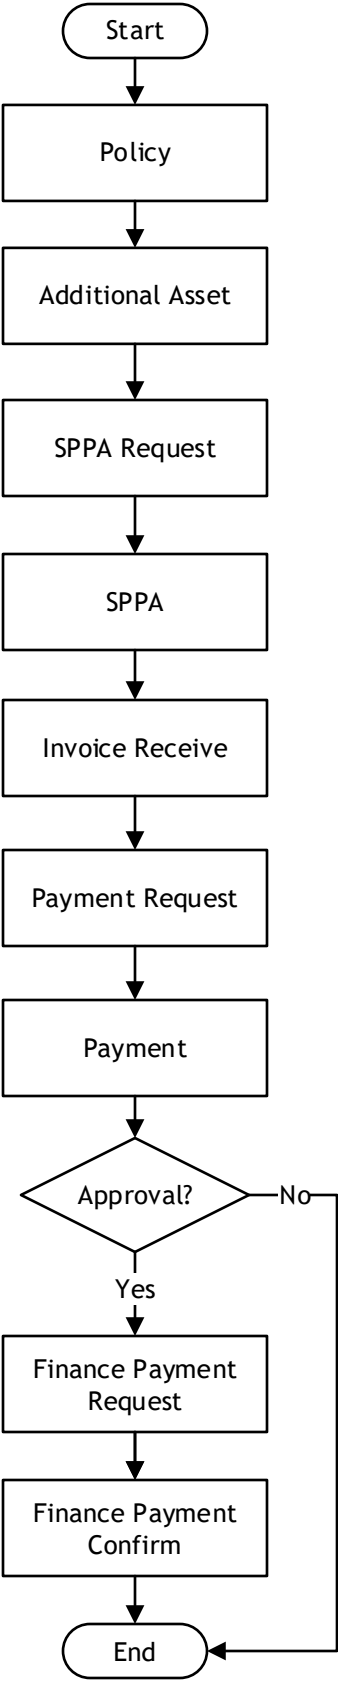 Start
Policy
Additional Asset
SPPA Request
SPPA
Invoice Receive
Payment Request
Payment
Approval?
No
Yes
Finance Payment
Request
Finance Payment
Confirm
End